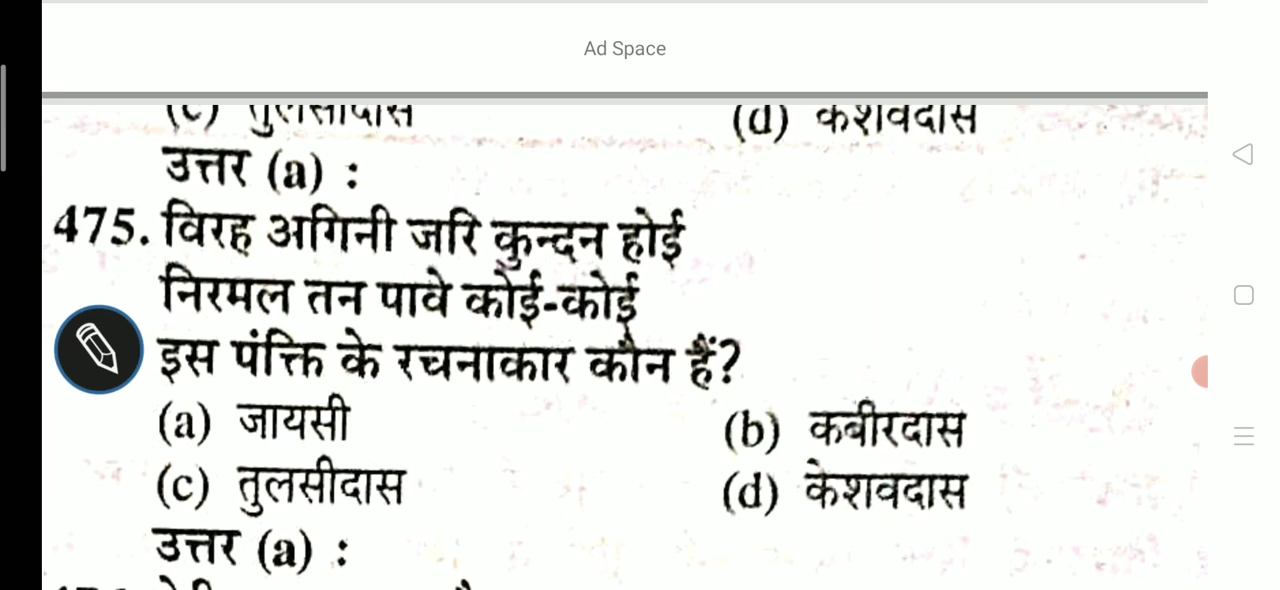 Ad Space
(c) तुलसीदास (d) केशवदास
उत्तर (a) :
475. विरह अगिनी जरि कुन्दन होई
निरमल तन पावे कोई-कोई
इस पंक्ति के रचनाकार कौन हैं?
(a) जायसी (b) कबीरदास
(c) तुलसीदास (d) केशवदास
उत्तर (a) :